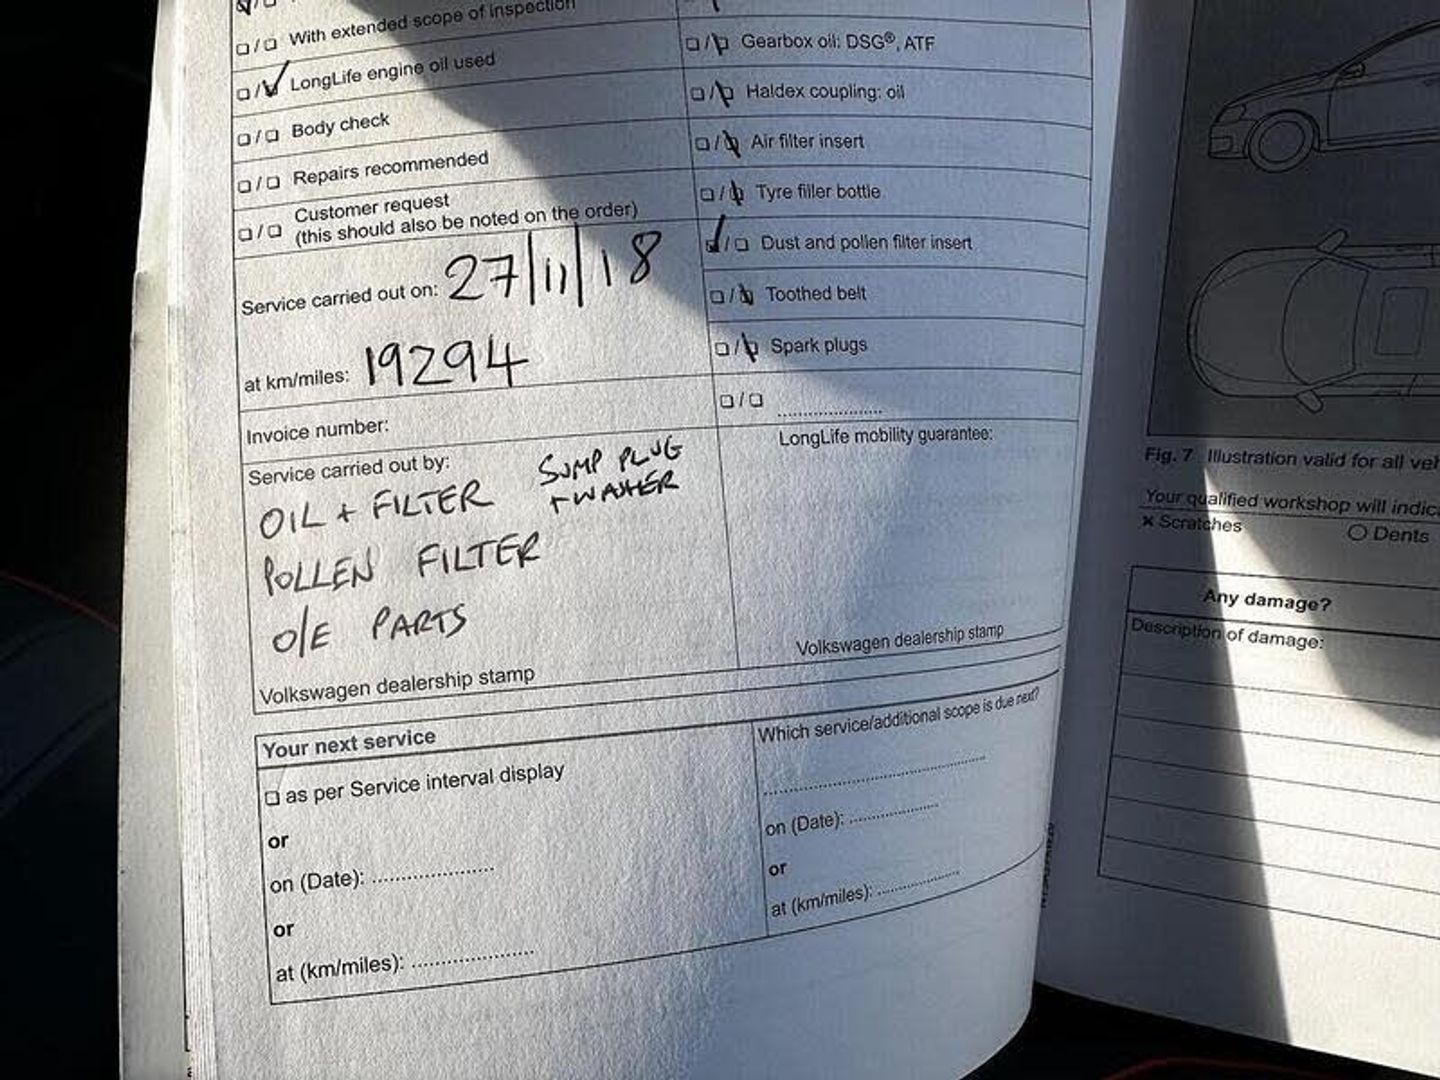 With extended scope of inspection
LongLife engine oil used
Body check
Repairs recommended
Customer request
(this should also be noted on the order)
Service carried out on: 27/11/18
at km/miles: 19294
Invoice number:
Service carried out by:
OIL + FILTER SUMP PLUG
+ WASHER
POLLEN FILTER
O/E PARTS
Volkswagen dealership stamp
Gearbox oil: DSG®, ATF
Haldex coupling: oil
Air filter insert
Tyre filler bottle
Dust and pollen filter insert
Toothed belt
Spark plugs
LongLife mobility guarantee:
Volkswagen dealership stamp
Your next service
as per Service interval display
or
on (Date):
or
at (km/miles):
Which service/additional scope is due next?
on (Date):
or
at (km/miles):
Fig. 7 Illustration valid for all
Your qualified workshop will
× Scratches
Dents
Any damage?
Description of damage: